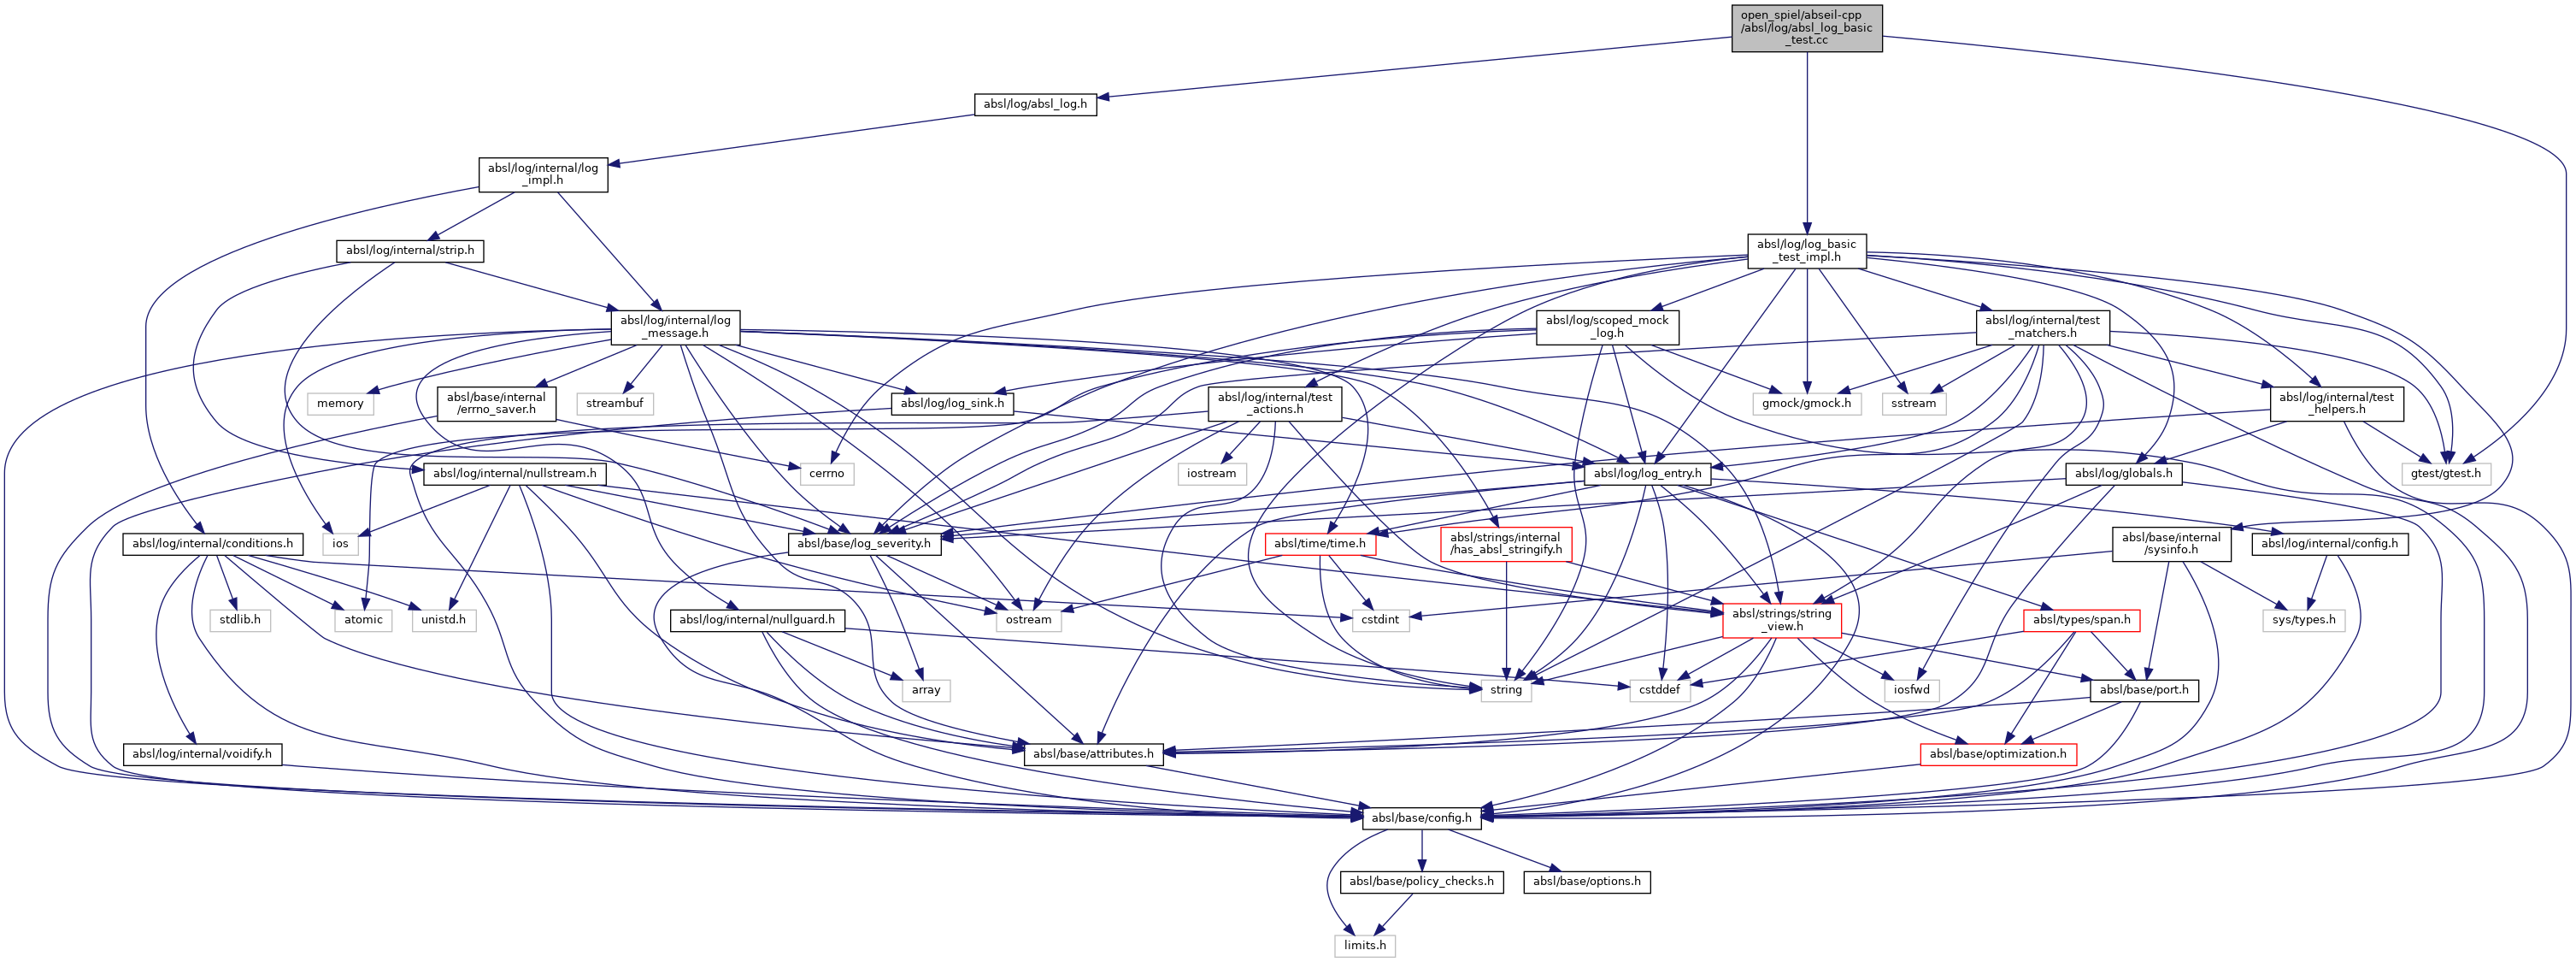 open_spiel/abseil-cpp
/absl/log/absl_log_basic
_test.cc
absl/log/absl_log.h
absl/log/internal/log
_impl.h
absl/log/internal/strip.h
absl/log/log_basic
_test_impl.h
absl/log/internal/log
_message.h
absl/log/scoped_mock
_log.h
absl/log/internal/test
_matchers.h
memory
absl/base/internal
/errno_saver.h
streambuf
absl/log/log_sink.h
absl/log/internal/test
_actions.h
gmock/gmock.h
sstream
absl/log/internal/test
_helpers.h
absl/log/internal/nullstream.h
cerrno
iostream
absl/log/log_entry.h
absl/log/globals.h
gtest/gtest.h
absl/log/internal/conditions.h
ios
absl/base/log_severity.h
absl/time/time.h
absl/strings/internal
/has_absl_stringify.h
absl/base/internal
/sysinfo.h
absl/log/internal/config.h
stdlib.h
atomic
unistd.h
absl/log/internal/nullguard.h
ostream
cstdint
absl/strings/string
_view.h
absl/types/span.h
sys/types.h
array
string
cstddef
iosfwd
absl/base/port.h
absl/log/internal/voidify.h
absl/base/attributes.h
absl/base/optimization.h
absl/base/config.h
absl/base/policy_checks.h
absl/base/options.h
limits.h